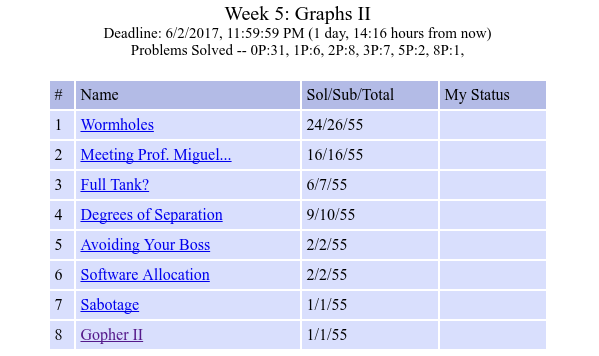 Week 5: Graphs II
Deadline: 6/2/2017, 11:59:59 PM (1 day, 14:16 hours from now)
Problems Solved -- 0P:31, 1P:6, 2P:8, 3P:7, 5P:2, 8P:1,
# Name Sol/Sub/Total My Status
1 Wormholes 24/26/55
2 Meeting Prof. Miguel... 16/16/55
3 Full Tank? 6/7/55
4 Degrees of Separation 9/10/55
5 Avoiding Your Boss 2/2/55
6 Software Allocation 2/2/55
7 Sabotage 1/1/55
8 Gopher II 1/1/55